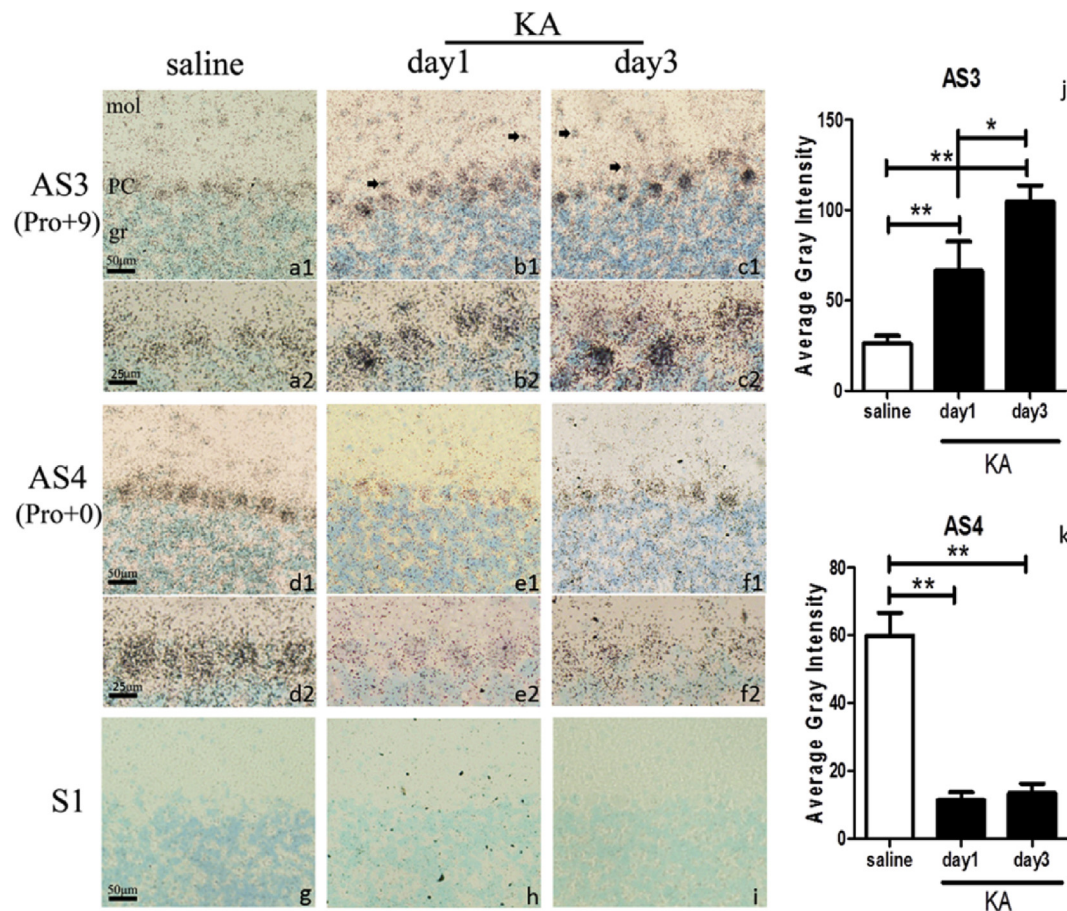 KA
saline
day1
day3
AS3
(Pro+9)
mol
PC
gr
50μm
a1
b1
c1
25μm
a2
b2
c2
AS4
(Pro+0)
50μm
d1
e1
f1
25μm
d2
e2
f2
S1
50μm
g
h
i
AS3
j
Average Gray Intensity
150
100
50
0
*
**
**
saline
day1
day3
KA
AS4
k
Average Gray Intensity
80
60
40
20
0
**
**
saline
day1
day3
KA